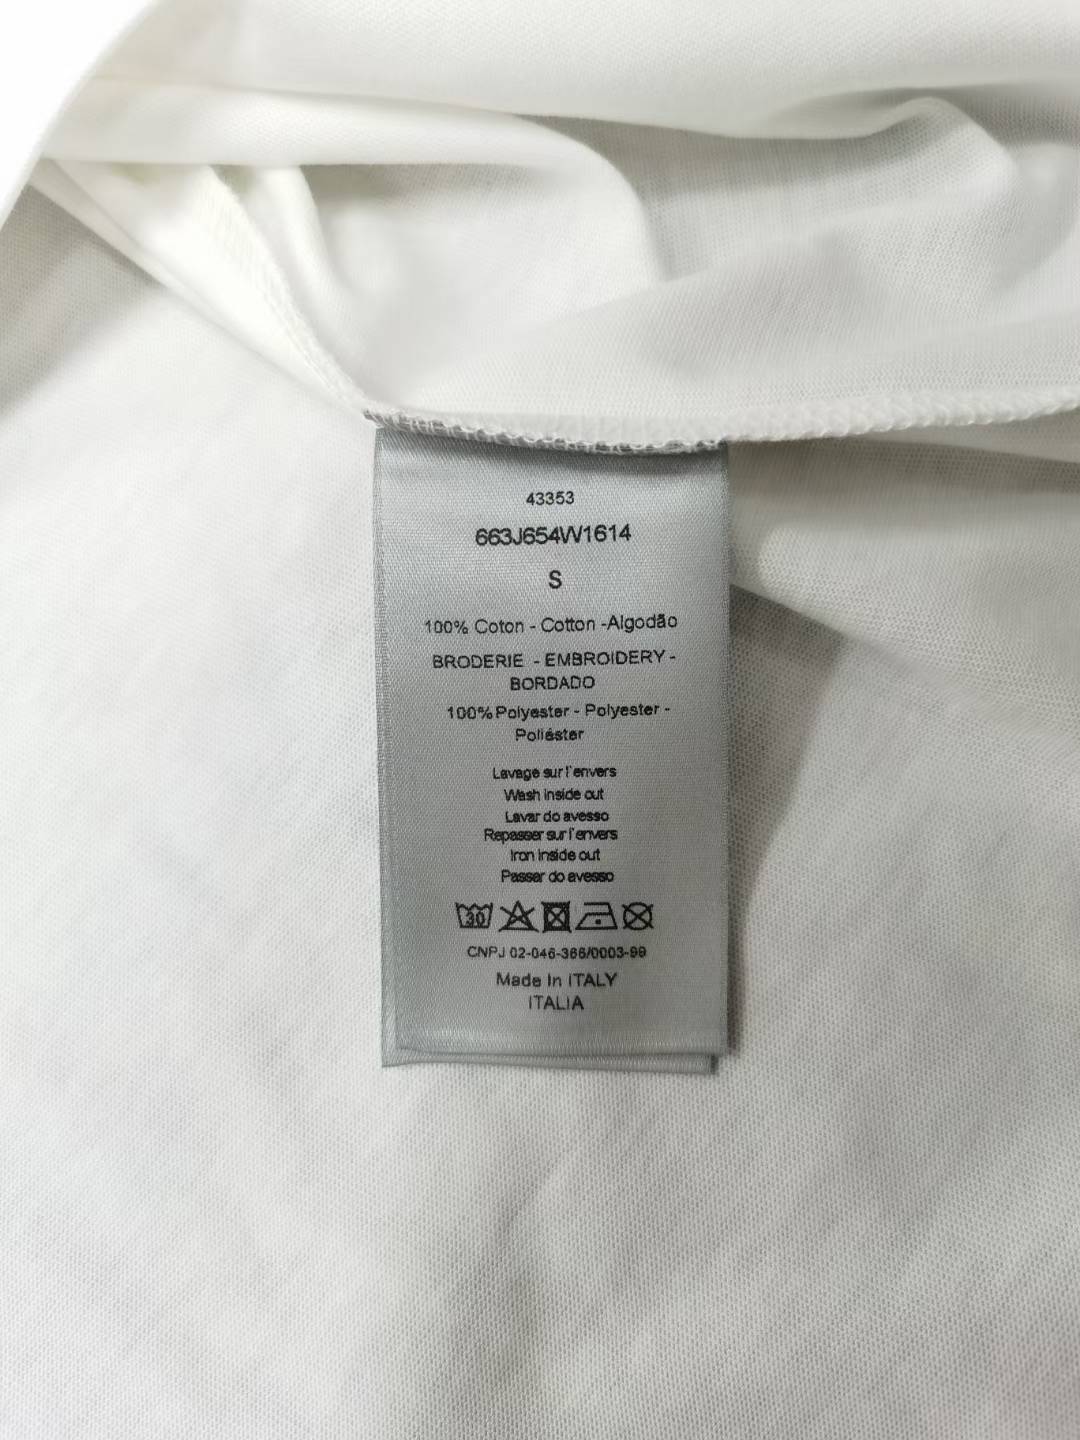 43353
663J654W1614
S
100% Coton - Cotton -Algodão
BRODERIE - EMBROIDERY -
BORDADO
100% Polyester - Polyester -
Poliéster
Lavage sur l'envers
Wash inside out
Lavar do avesso
Repasser sur l'envers
Iron inside out
Passar do avesso
30
CNPJ 02-046-366/0003-99
Made In ITALY
ITALIA